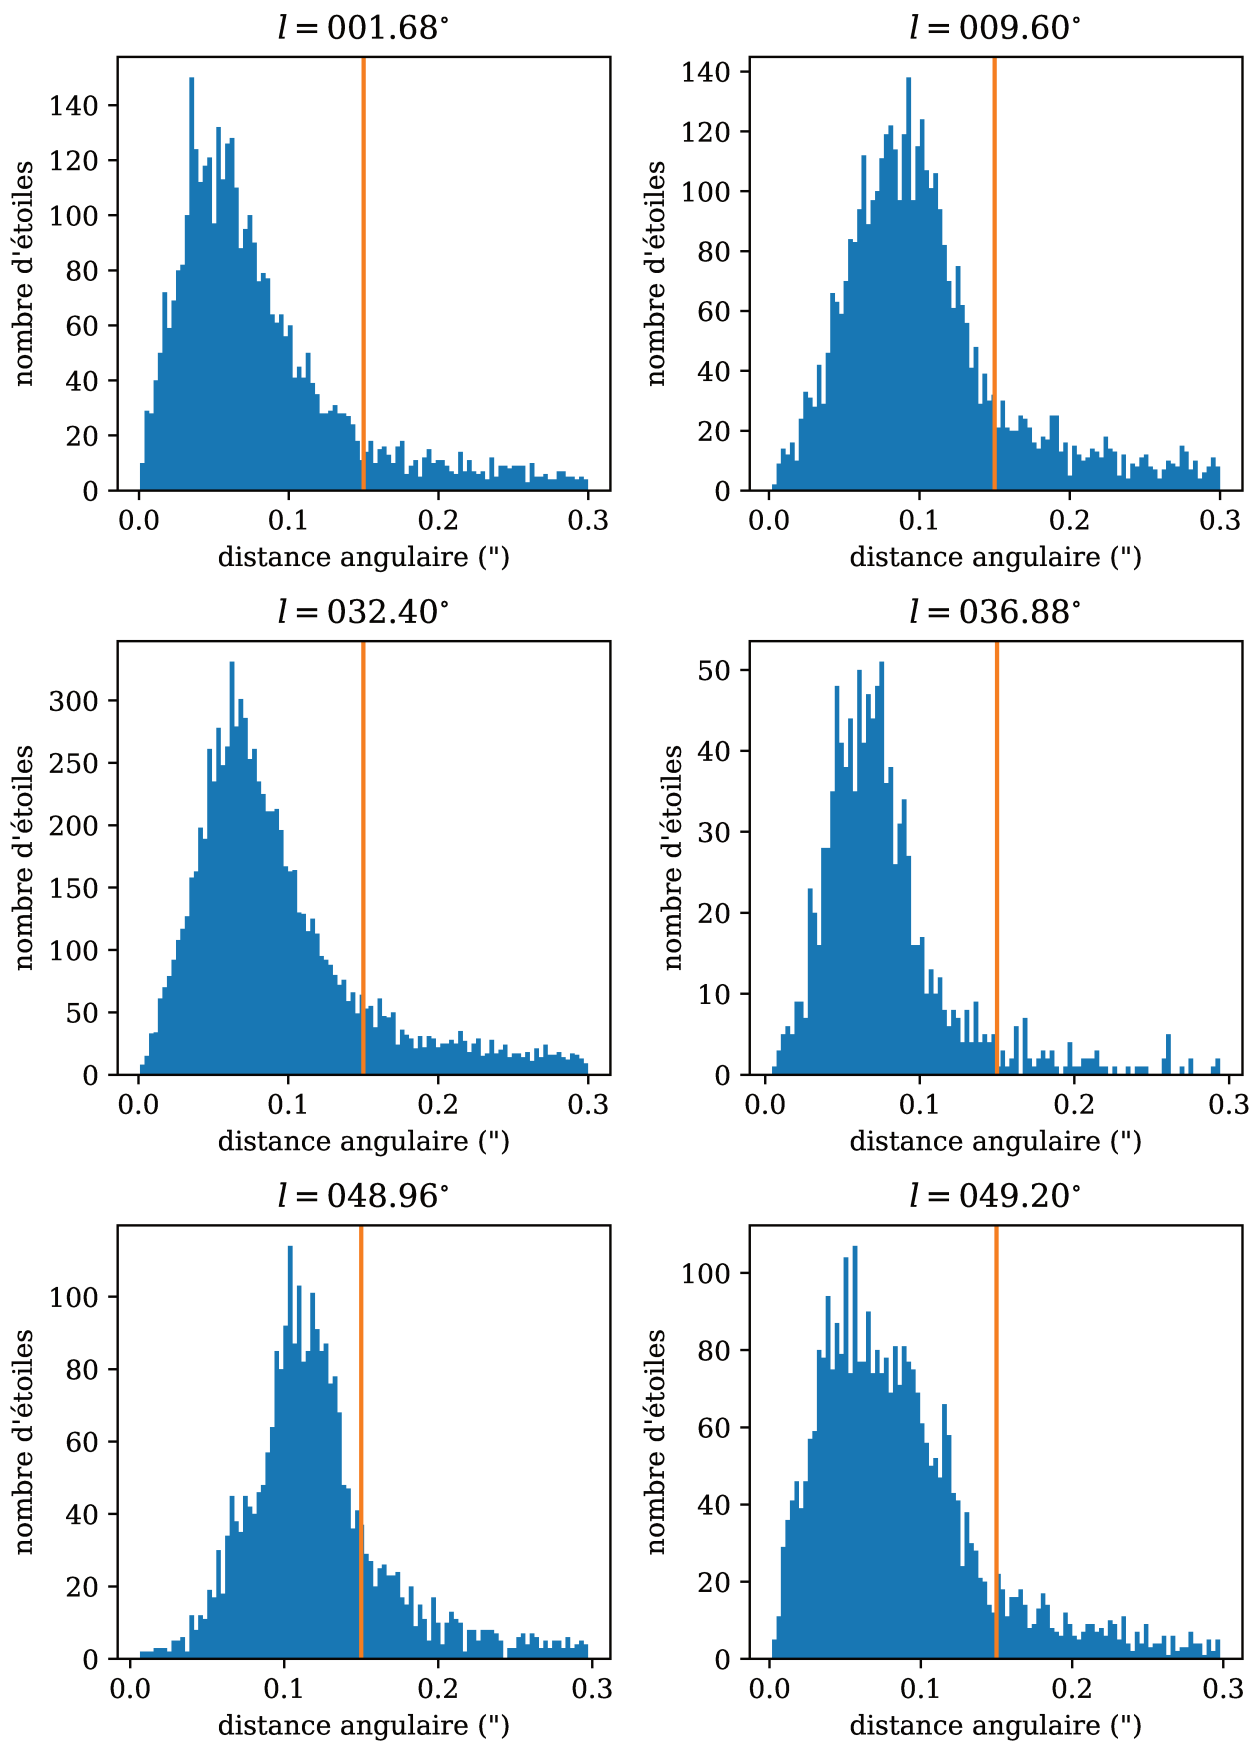 l = 001.68°
nombre d'étoiles
0 20 40 60 80 100 120 140
0.0 0.1 0.2 0.3
distance angulaire (")
l = 009.60°
nombre d'étoiles
0 20 40 60 80 100 120 140
0.0 0.1 0.2 0.3
distance angulaire (")
l = 032.40°
nombre d'étoiles
0 50 100 150 200 250 300
0.0 0.1 0.2 0.3
distance angulaire (")
l = 036.88°
nombre d'étoiles
0 10 20 30 40 50
0.0 0.1 0.2 0.3
distance angulaire (")
l = 048.96°
nombre d'étoiles
0 20 40 60 80 100
0.0 0.1 0.2 0.3
distance angulaire (")
l = 049.20°
nombre d'étoiles
0 20 40 60 80 100
0.0 0.1 0.2 0.3
distance angulaire (")